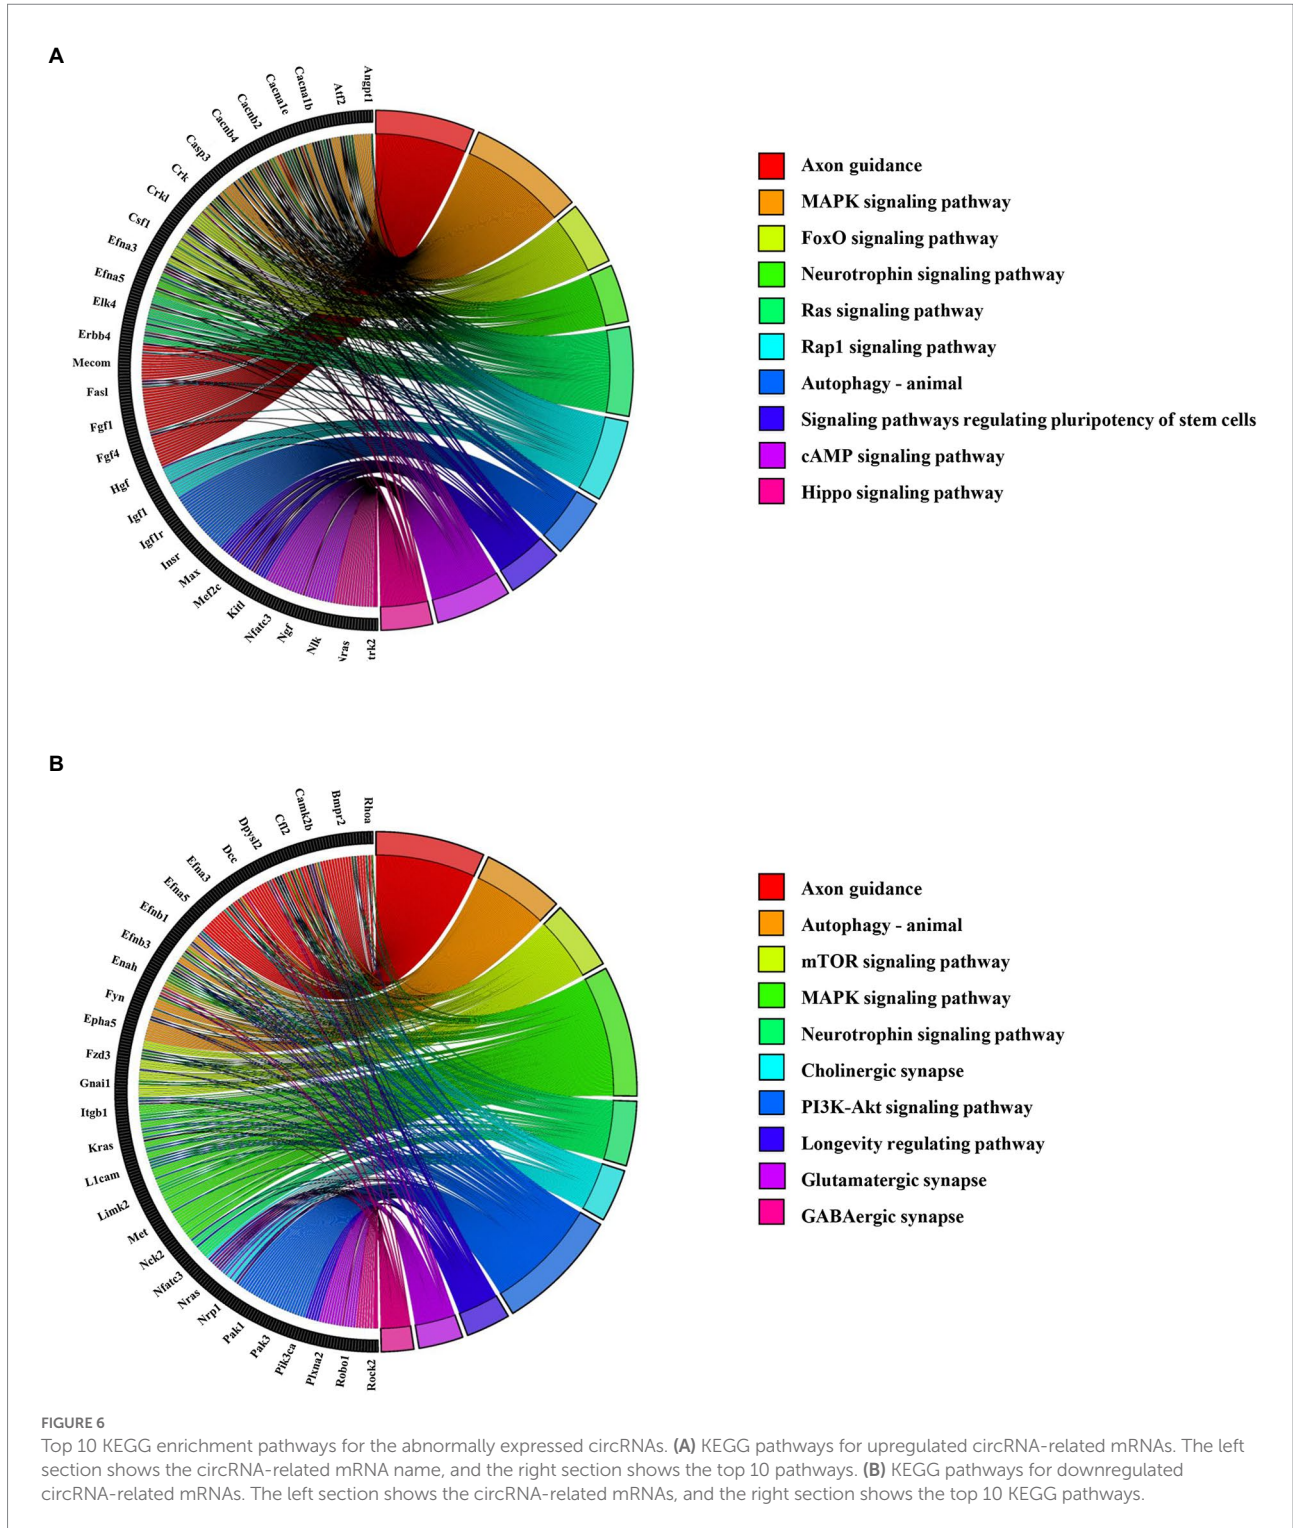 A
Angpt1
Atf2
Cacna1b
Cacna1e
Cacnb2
Cacnb4
Casp3
Crk
Crkl
Csf1
Efna3
Efna5
Elk4
Erbb4
Mecom
Fasl
Fgf1
Fgf4
Hgf
Igf1
Igf1r
Insr
Max
Mef2c
Kitl
Nfatc3
Ngf
Nlk
Axon guidance
MAPK signaling pathway
FoxO signaling pathway
Neurotrophin signaling pathway
Ras signaling pathway
Rap1 signaling pathway
Autophagy - animal
Signaling pathways regulating pluripotency of stem cells
cAMP signaling pathway
Hippo signaling pathway
B
Rhoa
Bmpr2
Camk2b
Cfl2
Dpysl2
Dcc
Efna3
Efna5
Efnb1
Efnb3
Enah
Fyn
Epha5
Fzd3
Gnai1
Itgb1
Kras
L1cam
Limk2
Met
Nck2
Nfatc3
Nras
Nrp1
Pak1
Pak3
Pik3ca
Plxna2
Robo1
Rock2
Axon guidance
Autophagy - animal
mTOR signaling pathway
MAPK signaling pathway
Neurotrophin signaling pathway
Cholinergic synapse
PI3K-Akt signaling pathway
Longevity regulating pathway
Glutamatergic synapse
GABAergic synapse
FIGURE 6
Top 10 KEGG enrichment pathways for the abnormally expressed circRNAs. (A) KEGG pathways for upregulated circRNA-related mRNAs. The left
section shows the circRNA-related mRNA name, and the right section shows the top 10 pathways. (B) KEGG pathways for downregulated
circRNA-related mRNAs. The left section shows the circRNA-related mRNAs, and the right section shows the top 10 KEGG pathways.